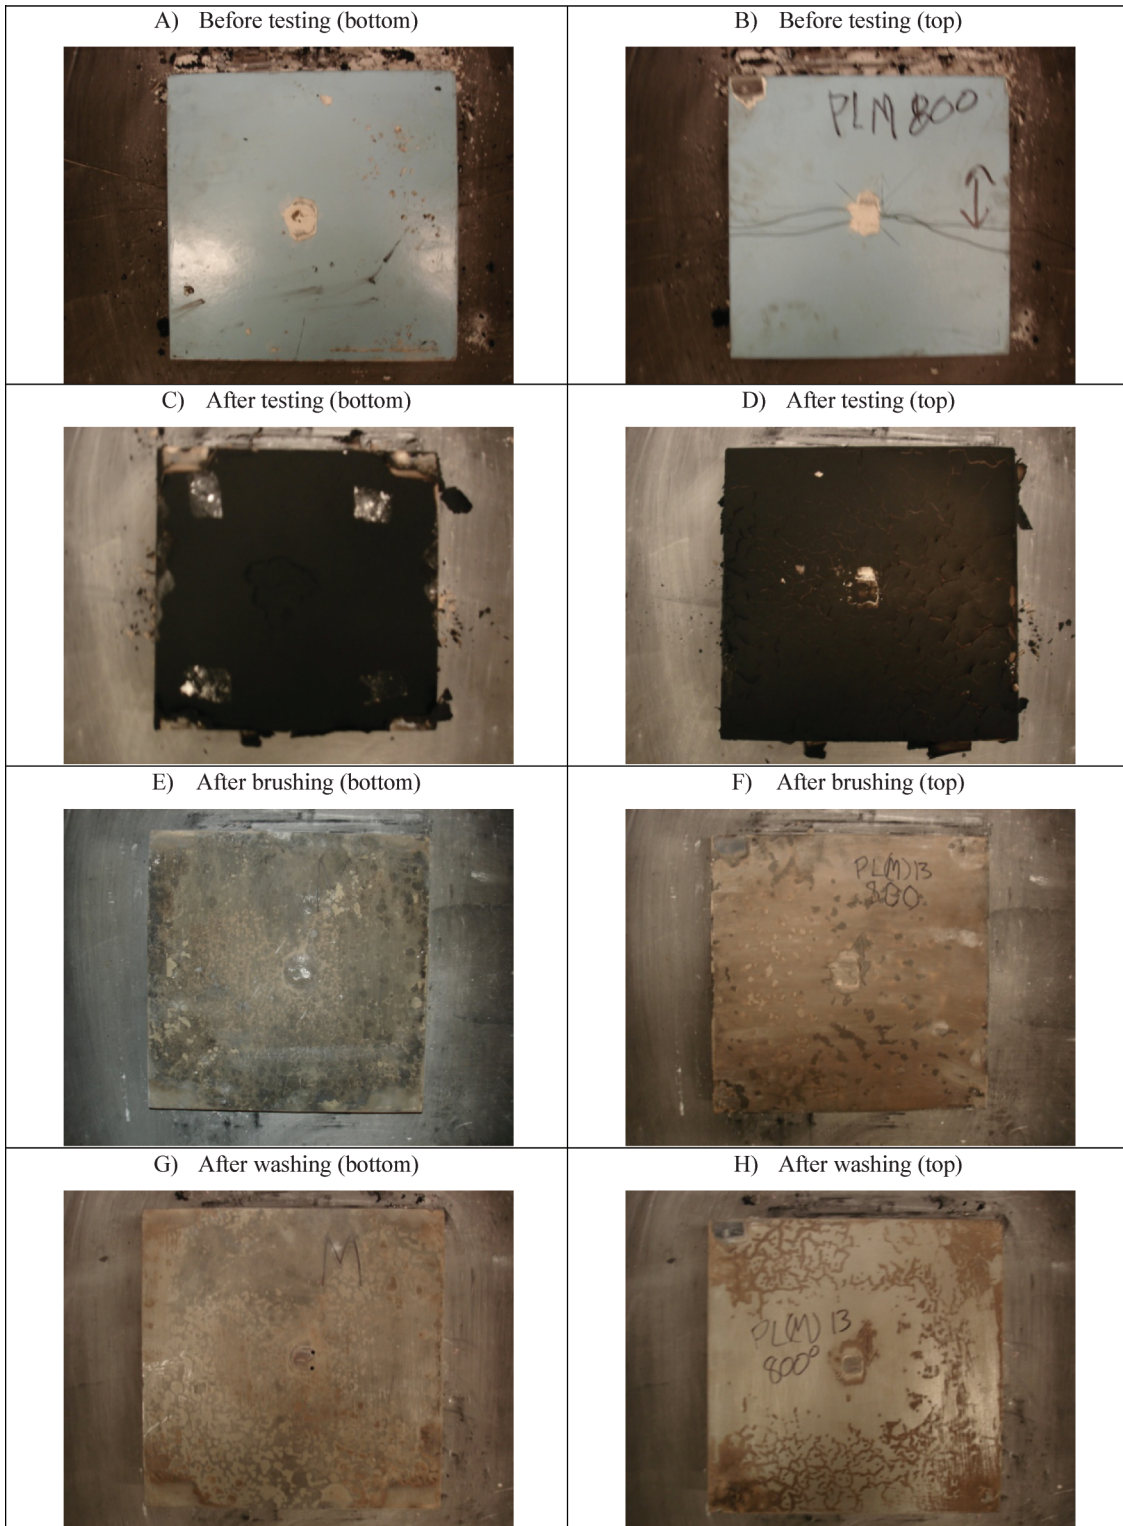 A) Before testing (bottom)
B) Before testing (top)
PLM 800
C) After testing (bottom)
D) After testing (top)
E) After brushing (bottom)
F) After brushing (top)
PL(M) 13
800
G) After washing (bottom)
H) After washing (top)
M
PL(M) 13
800°